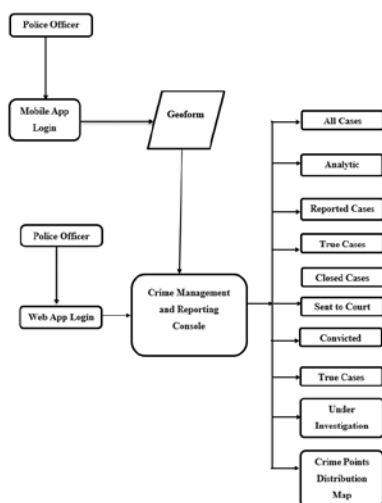 Police Officer
Mobile App
Login
Geoform
Police Officer
Web App Login
Crime Management
and Reporting
Console
All Cases
Analytic
Reported Cases
True Cases
Closed Cases
Sent to Court
Convicted
True Cases
Under
Investigation
Crime Points
Distribution
Map